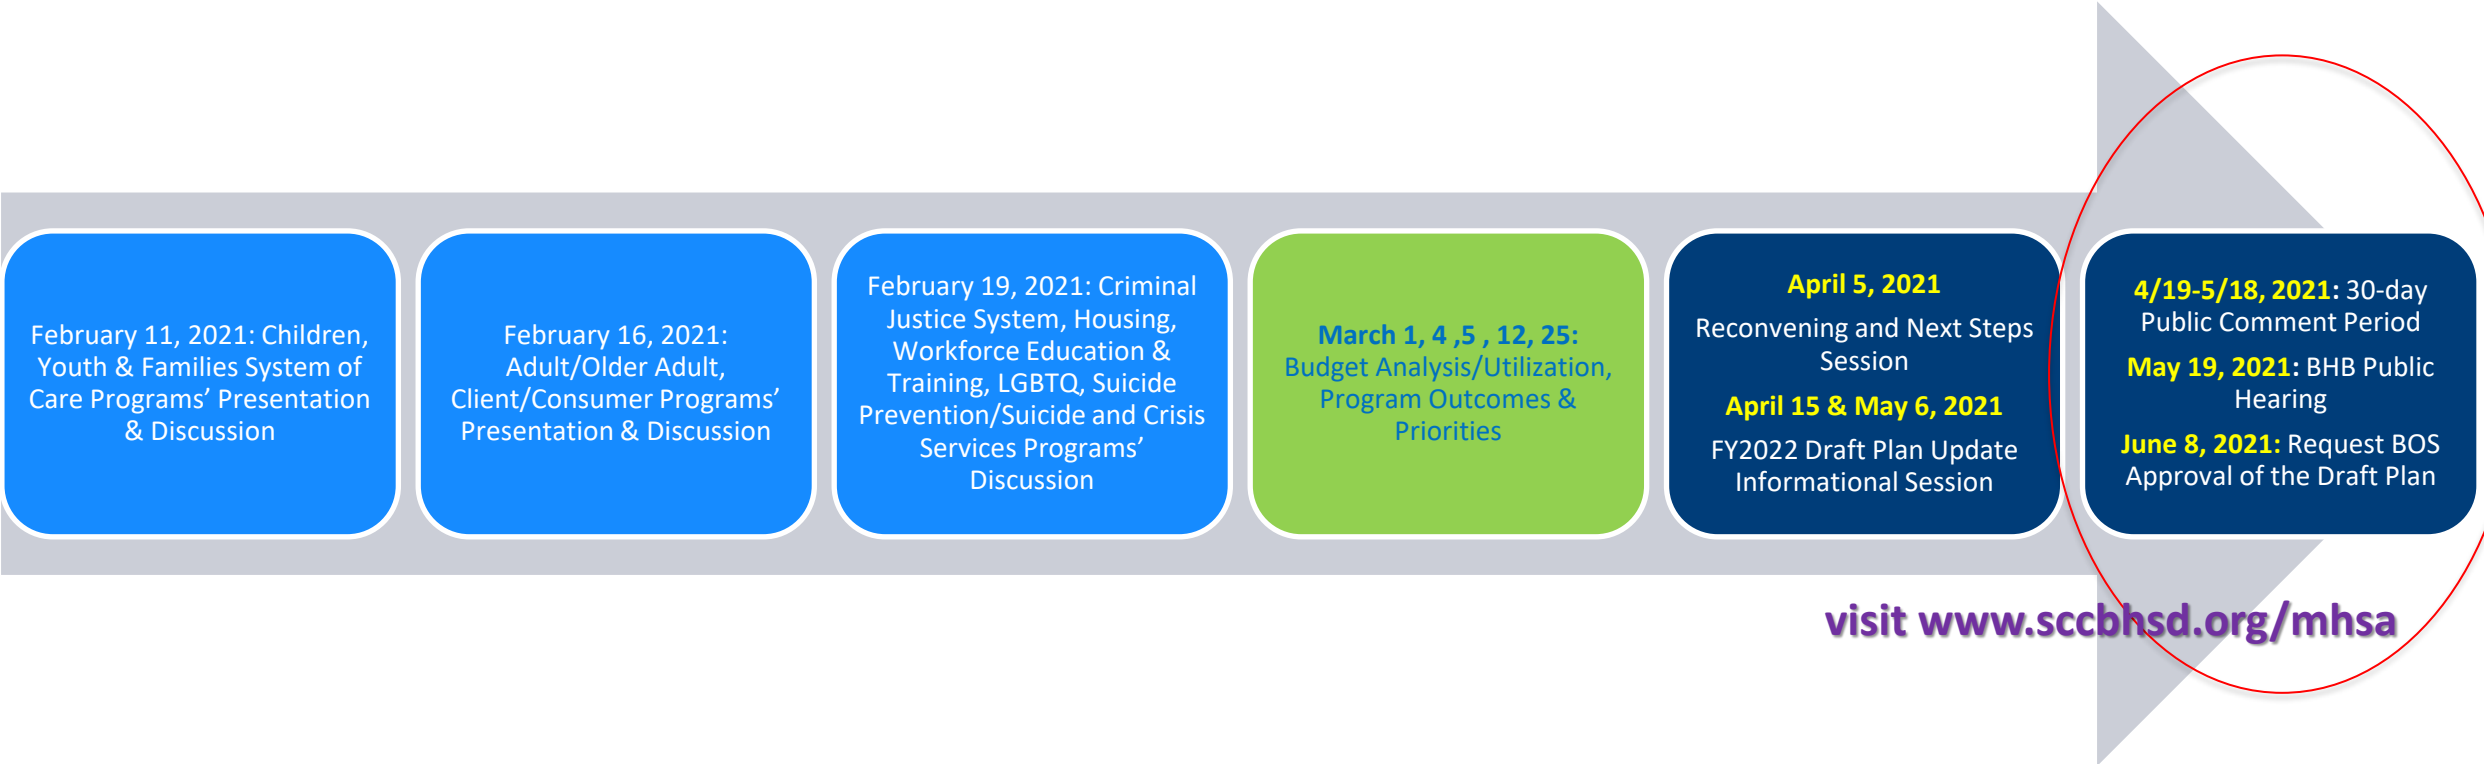 February 11, 2021: Children,
Youth & Families System of
Care Programs’ Presentation
& Discussion
February 16, 2021:
Adult/Older Adult,
Client/Consumer Programs’
Presentation & Discussion
February 19, 2021: Criminal
Justice System, Housing,
Workforce Education &
Training, LGBTQ, Suicide
Prevention/Suicide and Crisis
Services Programs’
Discussion
March 1, 4 ,5 , 12, 25:
Budget Analysis/Utilization,
Program Outcomes &
Priorities
April 5, 2021
Reconvening and Next Steps
Session
April 15 & May 6, 2021
FY2022 Draft Plan Update
Informational Session
4/19-5/18, 2021: 30-day
Public Comment Period
May 19, 2021: BHB Public
Hearing
June 8, 2021: Request BOS
Approval of the Draft Plan
visit www.sccbhsd.org/mhsa